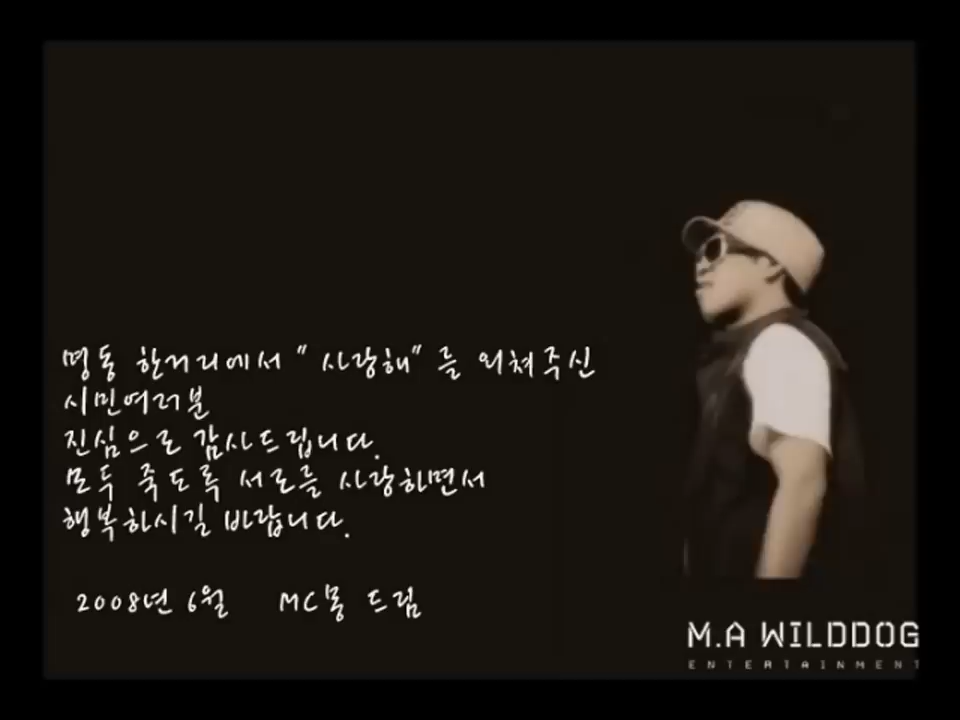 명동 한거리에서 "사랑해"를 외쳐주신
시민여러분
진심으로 감사드립니다.
모두 죽도록 서로를 사랑하면서
행복하시길 바랍니다.
2008년 6월 MC몽 드림
M.A WILDDOG
ENTERTAINMENT